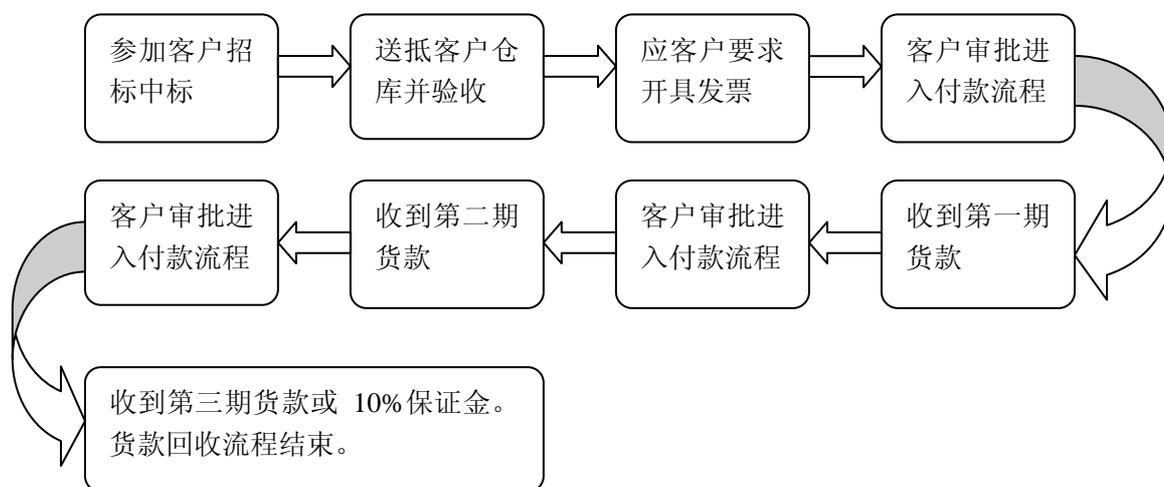 参加客户招
标中标
送抵客户仓
库并验收
应客户要求
开具发票
客户审批进
入付款流程
收到第一期
货款
客户审批进
入付款流程
收到第二期
货款
客户审批进
入付款流程
收到第三期货款或 10%保证金。
货款回收流程结束。